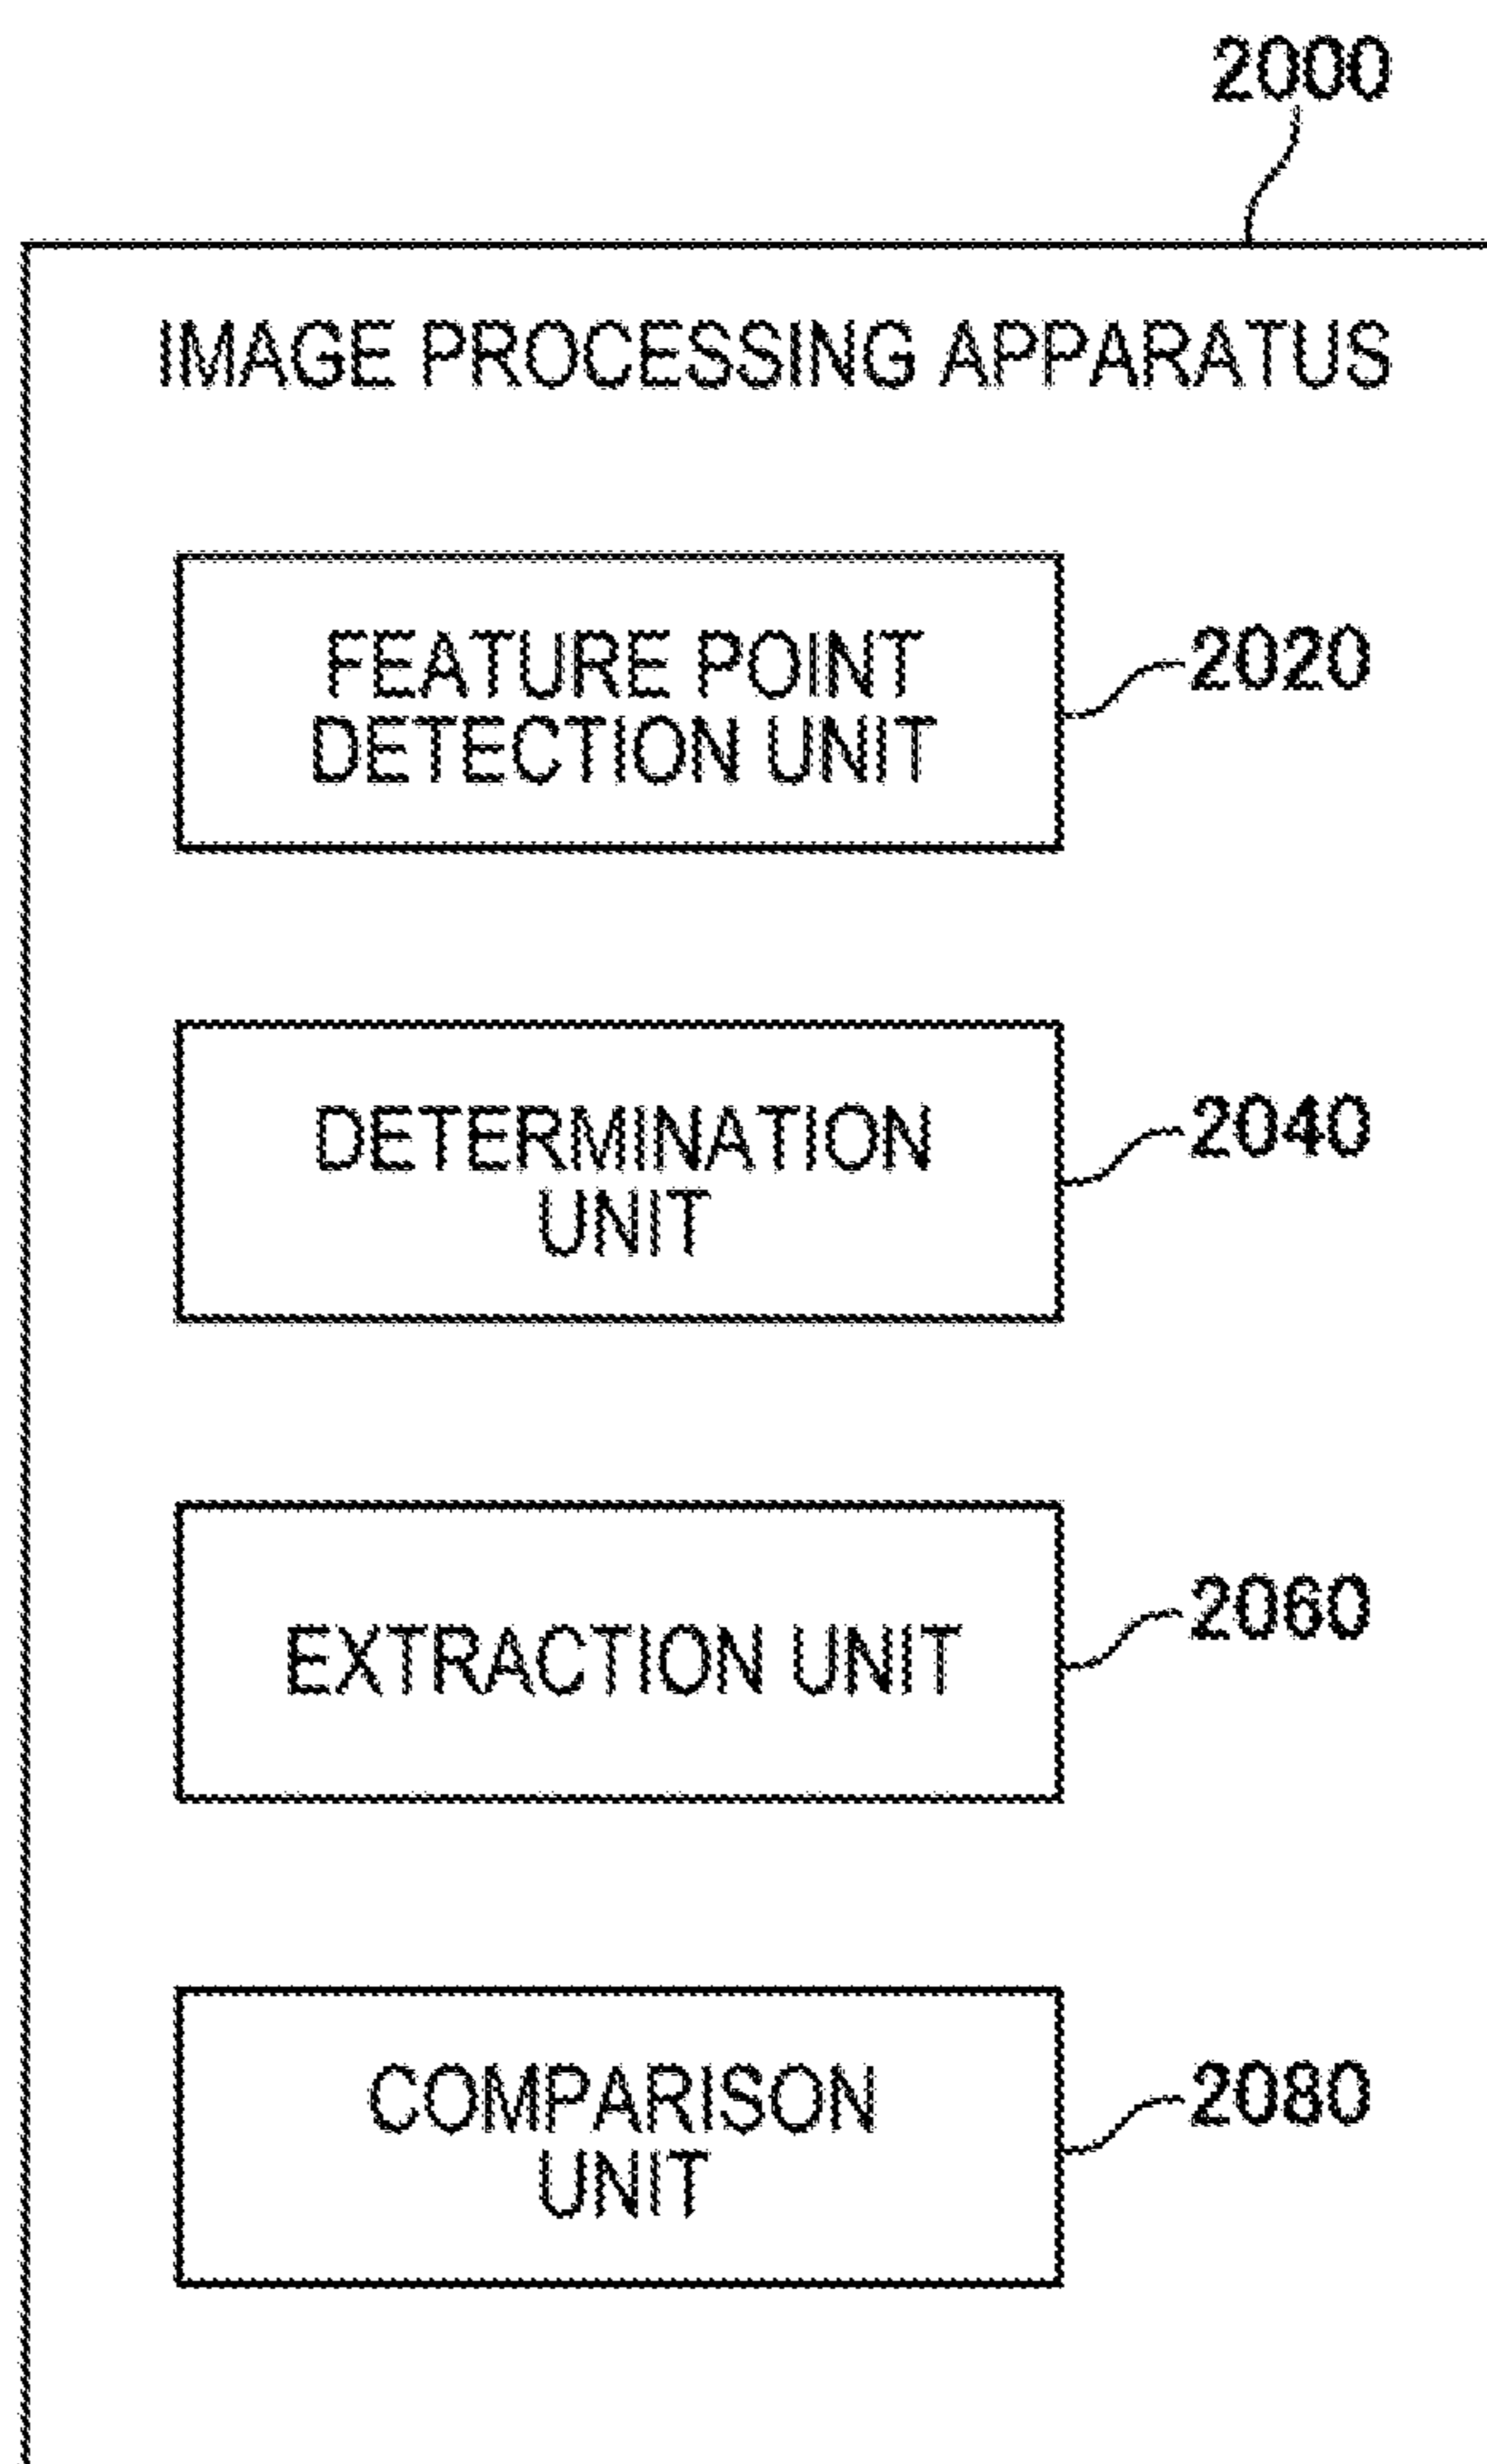 2000
IMAGE PROCESSING APPARATUS
FEATURE POINT
DETECTION UNIT
2020
DETERMINATION
UNIT
2040
EXTRACTION UNIT
2060
COMPARISON
UNIT
2080